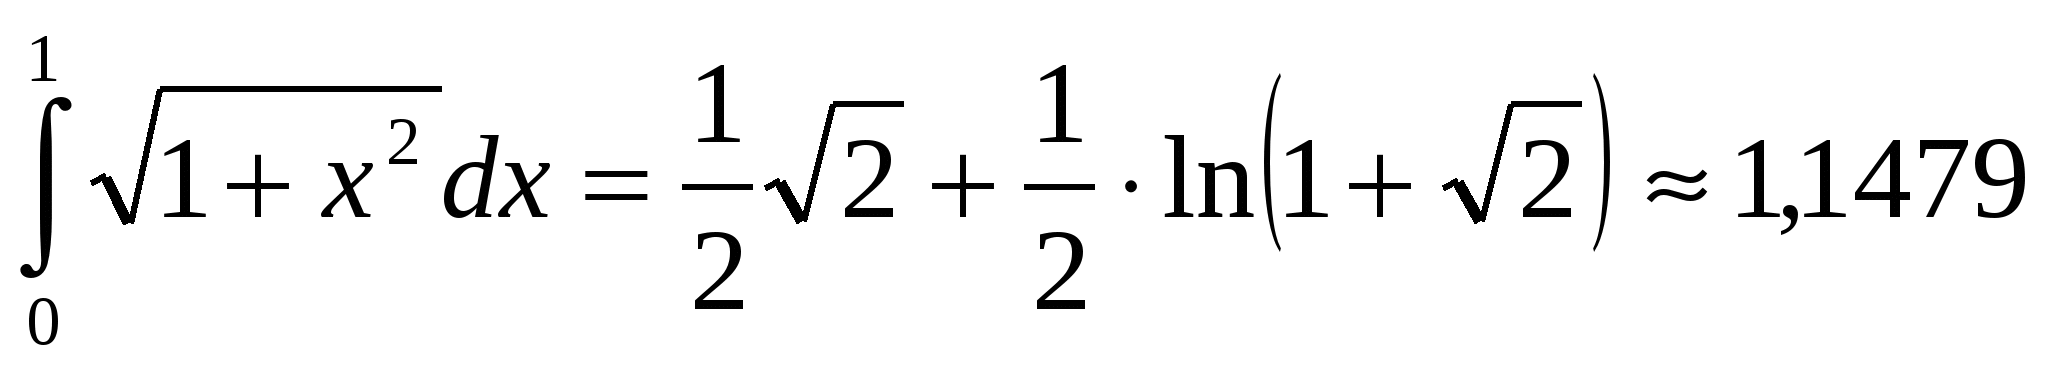 ∫₀¹ √(1 + x²) dx = 1/2 √2 + 1/2 · ln(1 + √2) ≈ 1,1479